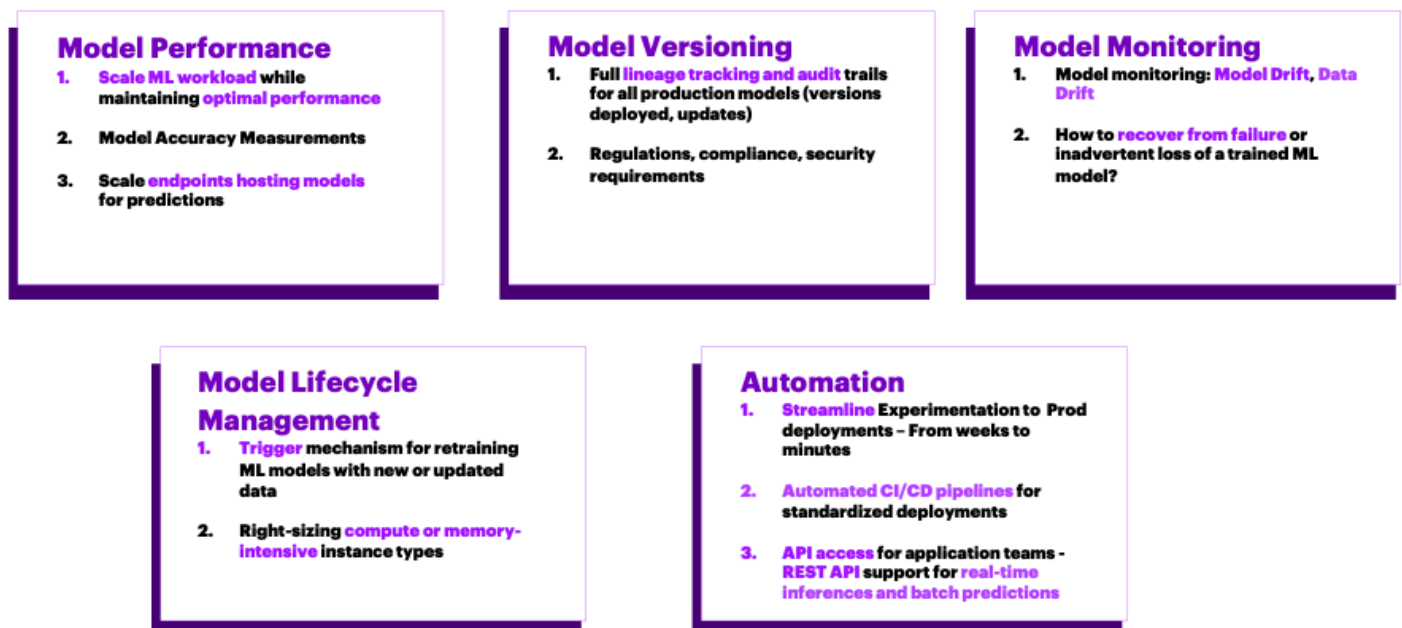 Model Performance
1. Scale ML workload while
maintaining optimal performance
2. Model Accuracy Measurements
3. Scale endpoints hosting models
for predictions
Model Versioning
1. Full lineage tracking and audit trails
for all production models (versions
deployed, updates)
2. Regulations, compliance, security
requirements
Model Monitoring
1. Model monitoring: Model Drift, Data
Drift
2. How to recover from failure or
inadvertent loss of a trained ML
model?
Model Lifecycle
Management
1. Trigger mechanism for retraining
ML models with new or updated
data
2. Right-sizing compute or memory-
intensive instance types
Automation
1. Streamline Experimentation to Prod
deployments – From weeks to
minutes
2. Automated CI/CD pipelines for
standardized deployments
3. API access for application teams -
REST API support for real-time
inferences and batch predictions